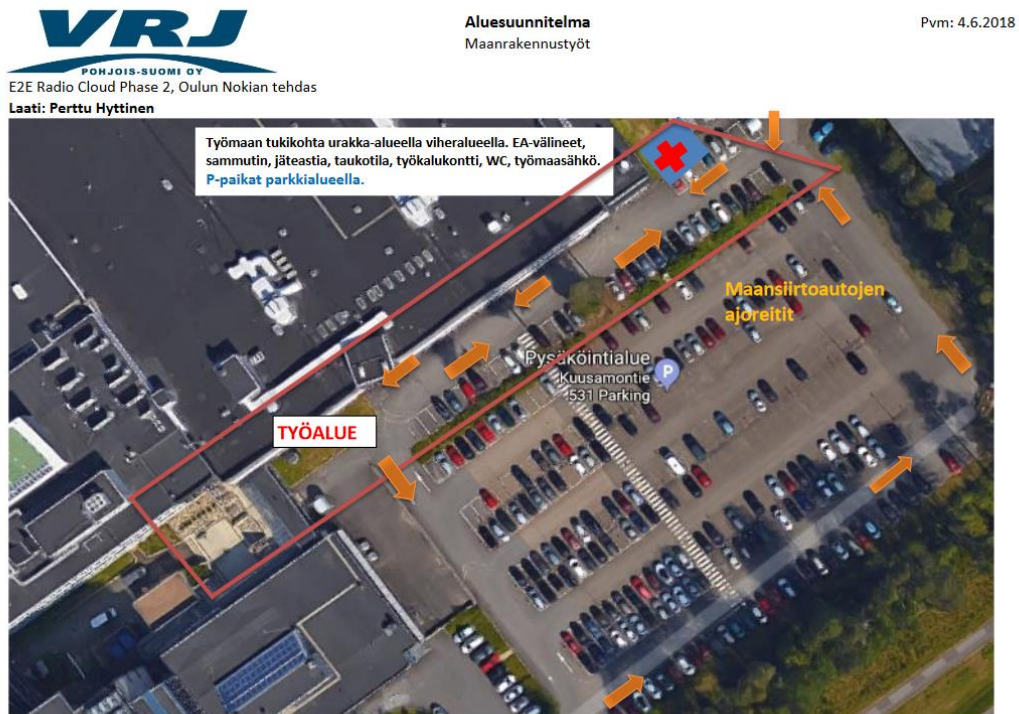 VRJ
POHJOIS-SUOMI OY
Aluesuunnitelma
Maanrakennustyöt
Pvm: 4.6.2018
E2E Radio Cloud Phase 2, Oulun Nokian tehdas
Laati: Perttu Hyttinen
Työmaan tukikohta urakka-alueella viheralueella. EA-välineet,
sammutin, jäteastia, taukotila, työkalukontti, WC, työmaasähkö.
P-paikat parkkialueella.
Maansiirtoautojen
ajoreitit
Pysäköintialue
Kuusamontie
531 Parking
P
TYÖALUE